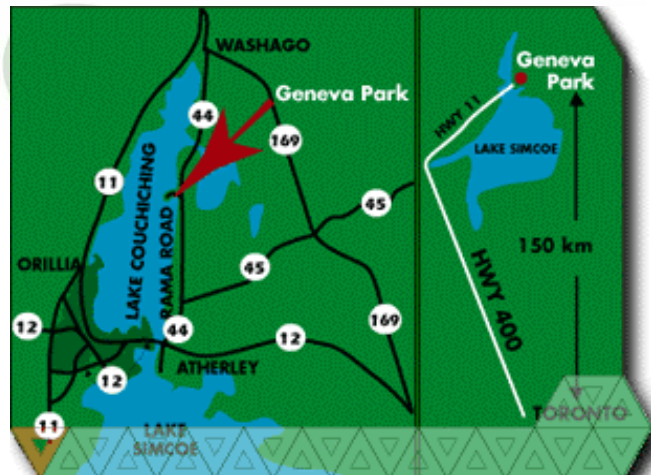 WASHAGO
Geneva Park
44
169
11
LAKE COUCHICHING
RAMA ROAD
45
45
ORILLIA
12
44
12
169
ATHERLEY
12
11
LAKE
SIMCOE
Geneva
Park
HWY 11
LAKE SIMCOE
150 km
HWY 400
TORONTO